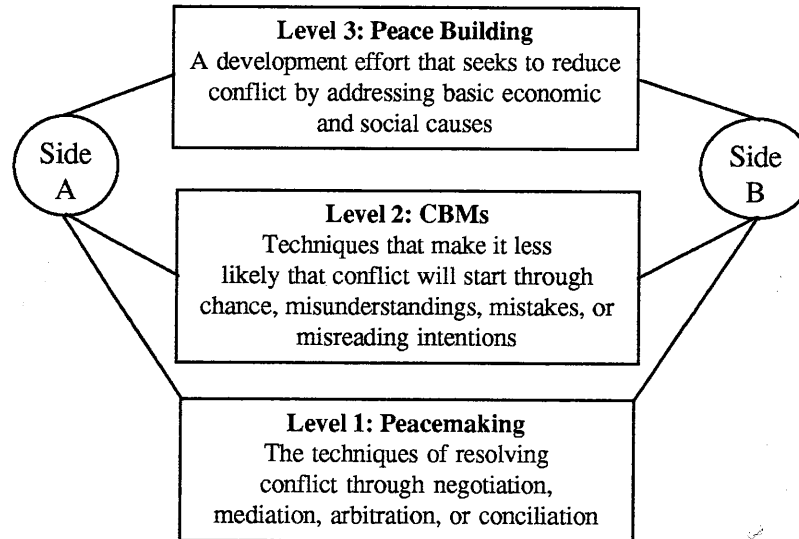 Level 3: Peace Building
A development effort that seeks to reduce
conflict by addressing basic economic
and social causes
Side
A
Side
B
Level 2: CBMs
Techniques that make it less
likely that conflict will start through
chance, misunderstandings, mistakes, or
misreading intentions
Level 1: Peacemaking
The techniques of resolving
conflict through negotiation,
mediation, arbitration, or conciliation